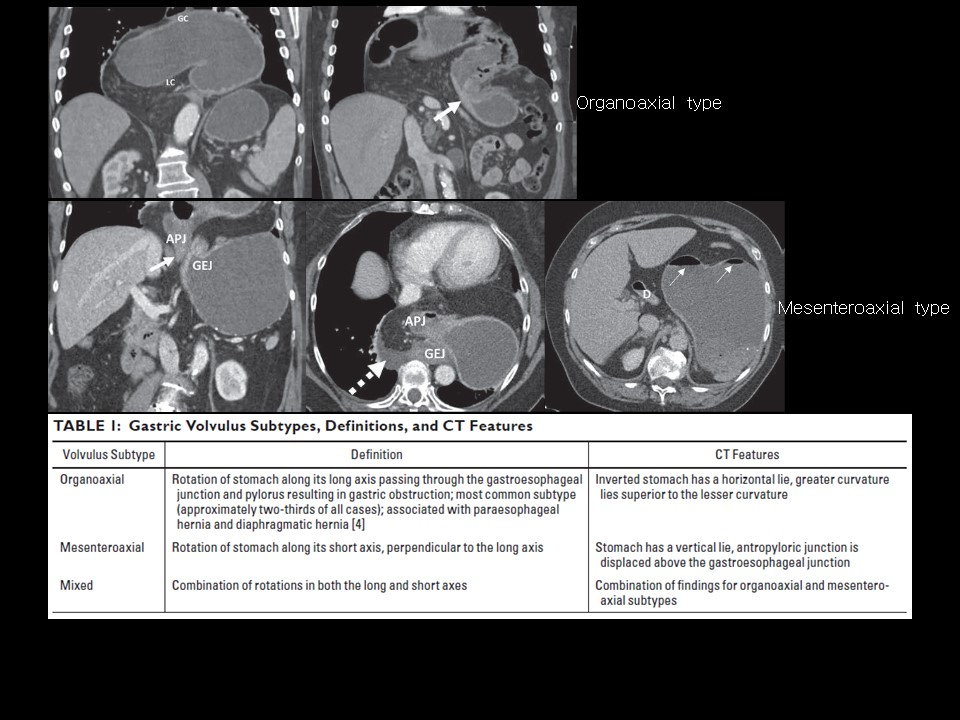 GC
LC
Organoaxial type
APJ
GEJ
APJ
GEJ
D
Mesenteroaxial type
TABLE 1: Gastric Volvulus Subtypes, Definitions, and CT Features
Volvulus Subtype Definition CT Features
Organoaxial Rotation of stomach along its long axis passing through the gastroesophageal Inverted stomach has a horizontal lie, greater curvature
junction and pylorus resulting in gastric obstruction; most common subtype lies superior to the lesser curvature
(approximately two-thirds of all cases); associated with paraesophageal
hernia and diaphragmatic hernia [4]
Mesenteroaxial Rotation of stomach along its short axis, perpendicular to the long axis Stomach has a vertical lie, antropyloric junction is
displaced above the gastroesophageal junction
Mixed Combination of rotations in both the long and short axes Combination of findings for organoaxial and mesentero-
axial subtypes